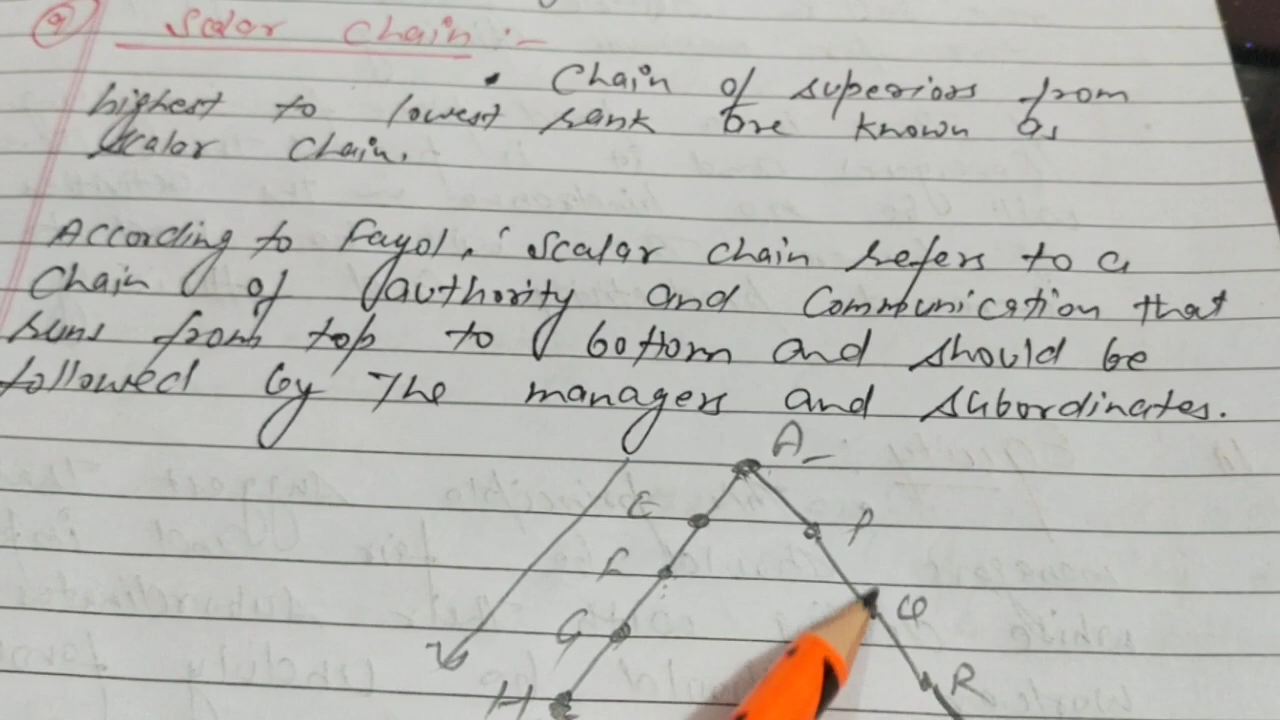 9 Scalar Chain :-
• Chain of superiors from
highest to lowest rank are known as
Scalar Chain.
According to Fayol, 'Scalar chain refers to a
Chain of authority and Communication that
runs from top to bottom and should be
followed by The managers and subordinates.
A
E P
F
Q
G
R
H